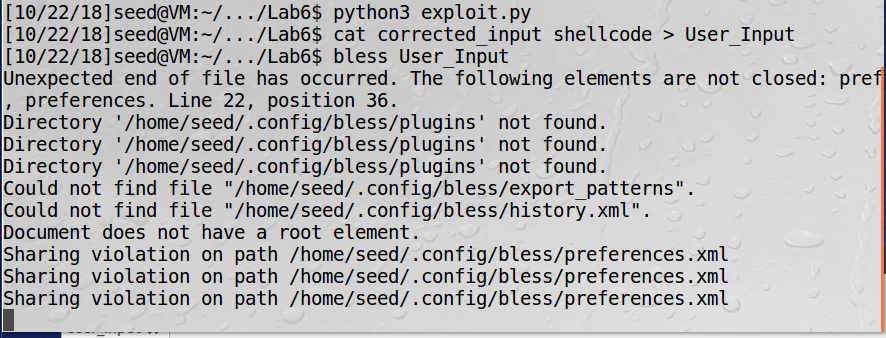 [10/22/18]seed@VM:~/.../Lab6$ python3 exploit.py
[10/22/18]seed@VM:~/.../Lab6$ cat corrected_input shellcode > User_Input
[10/22/18]seed@VM:~/.../Lab6$ bless User_Input
Unexpected end of file has occurred. The following elements are not closed: pref
, preferences. Line 22, position 36.
Directory '/home/seed/.config/bless/plugins' not found.
Directory '/home/seed/.config/bless/plugins' not found.
Directory '/home/seed/.config/bless/plugins' not found.
Could not find file "/home/seed/.config/bless/export_patterns".
Could not find file "/home/seed/.config/bless/history.xml".
Document does not have a root element.
Sharing violation on path /home/seed/.config/bless/preferences.xml
Sharing violation on path /home/seed/.config/bless/preferences.xml
Sharing violation on path /home/seed/.config/bless/preferences.xml